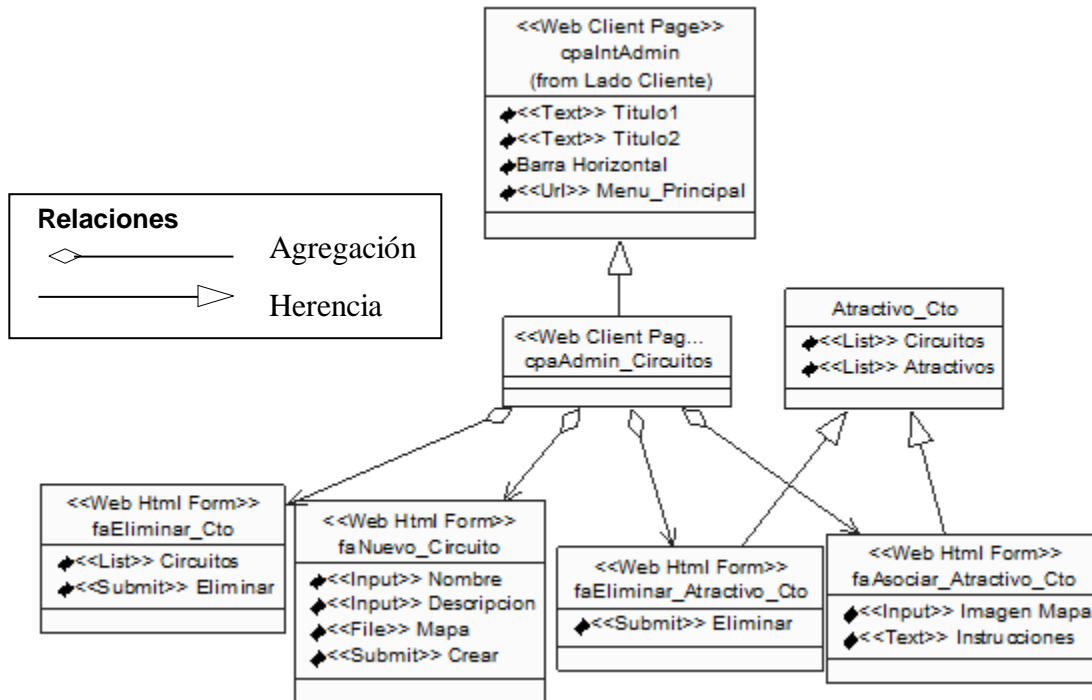 <<Web Client Page>>
cpaIntAdmin
(from Lado Cliente)
<<Text>> Titulo1
<<Text>> Titulo2
Barra Horizontal
<<Url>> Menu_Principal
Relaciones
Agregación
Herencia
<<Web Client Pag...
cpaAdmin_Circuitos
Atractivo_Cto
<<List>> Circuitos
<<List>> Atractivos
<<Web Html Form>>
faEliminar_Cto
<<List>> Circuitos
<<Submit>> Eliminar
<<Web Html Form>>
faNuevo_Circuito
<<Input>> Nombre
<<Input>> Descripcion
<<File>> Mapa
<<Submit>> Crear
<<Web Html Form>>
faEliminar_Atractivo_Cto
<<Submit>> Eliminar
<<Web Html Form>>
faAsociar_Atractivo_Cto
<<Input>> Imagen Mapa
<<Text>> Instrucciones